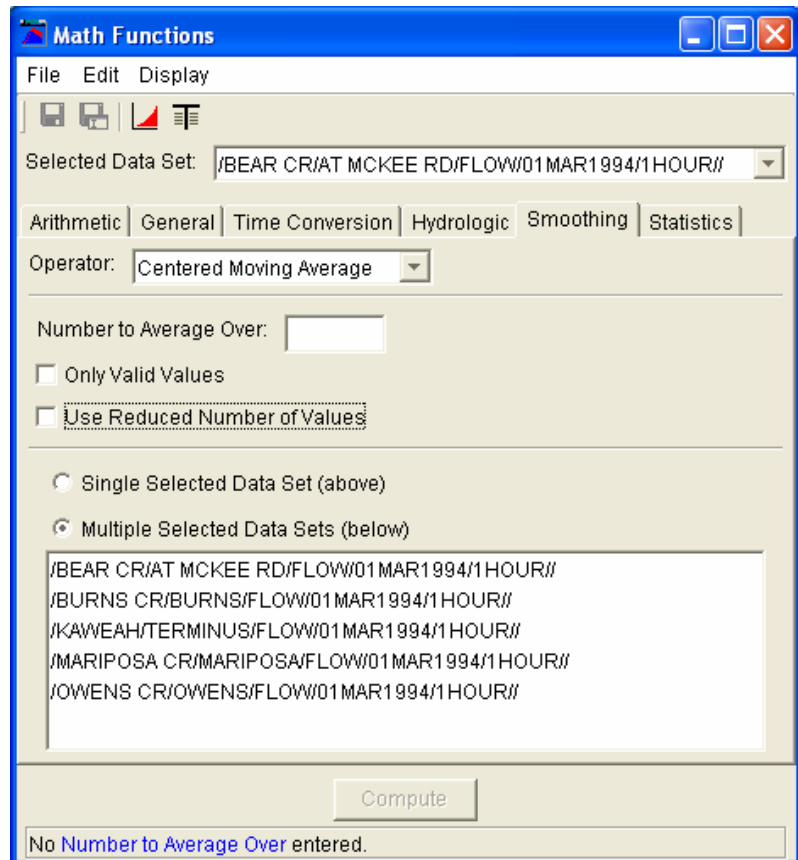 Math Functions
File Edit Display
Selected Data Set: /BEAR CR/AT MCKEE RD/FLOW/01MAR1994/1HOUR//
Arithmetic General Time Conversion Hydrologic Smoothing Statistics
Operator: Centered Moving Average
Number to Average Over:
Only Valid Values
Use Reduced Number of Values
Single Selected Data Set (above)
Multiple Selected Data Sets (below)
/BEAR CR/AT MCKEE RD/FLOW/01MAR1994/1HOUR//
/BURNS CR/BURNS/FLOW/01MAR1994/1HOUR//
/KAWEAH/TERMINUS/FLOW/01MAR1994/1HOUR//
/MARIPOSA CR/MARIPOSA/FLOW/01MAR1994/1HOUR//
/OWENS CR/OWENS/FLOW/01MAR1994/1HOUR//
Compute
No Number to Average Over entered.